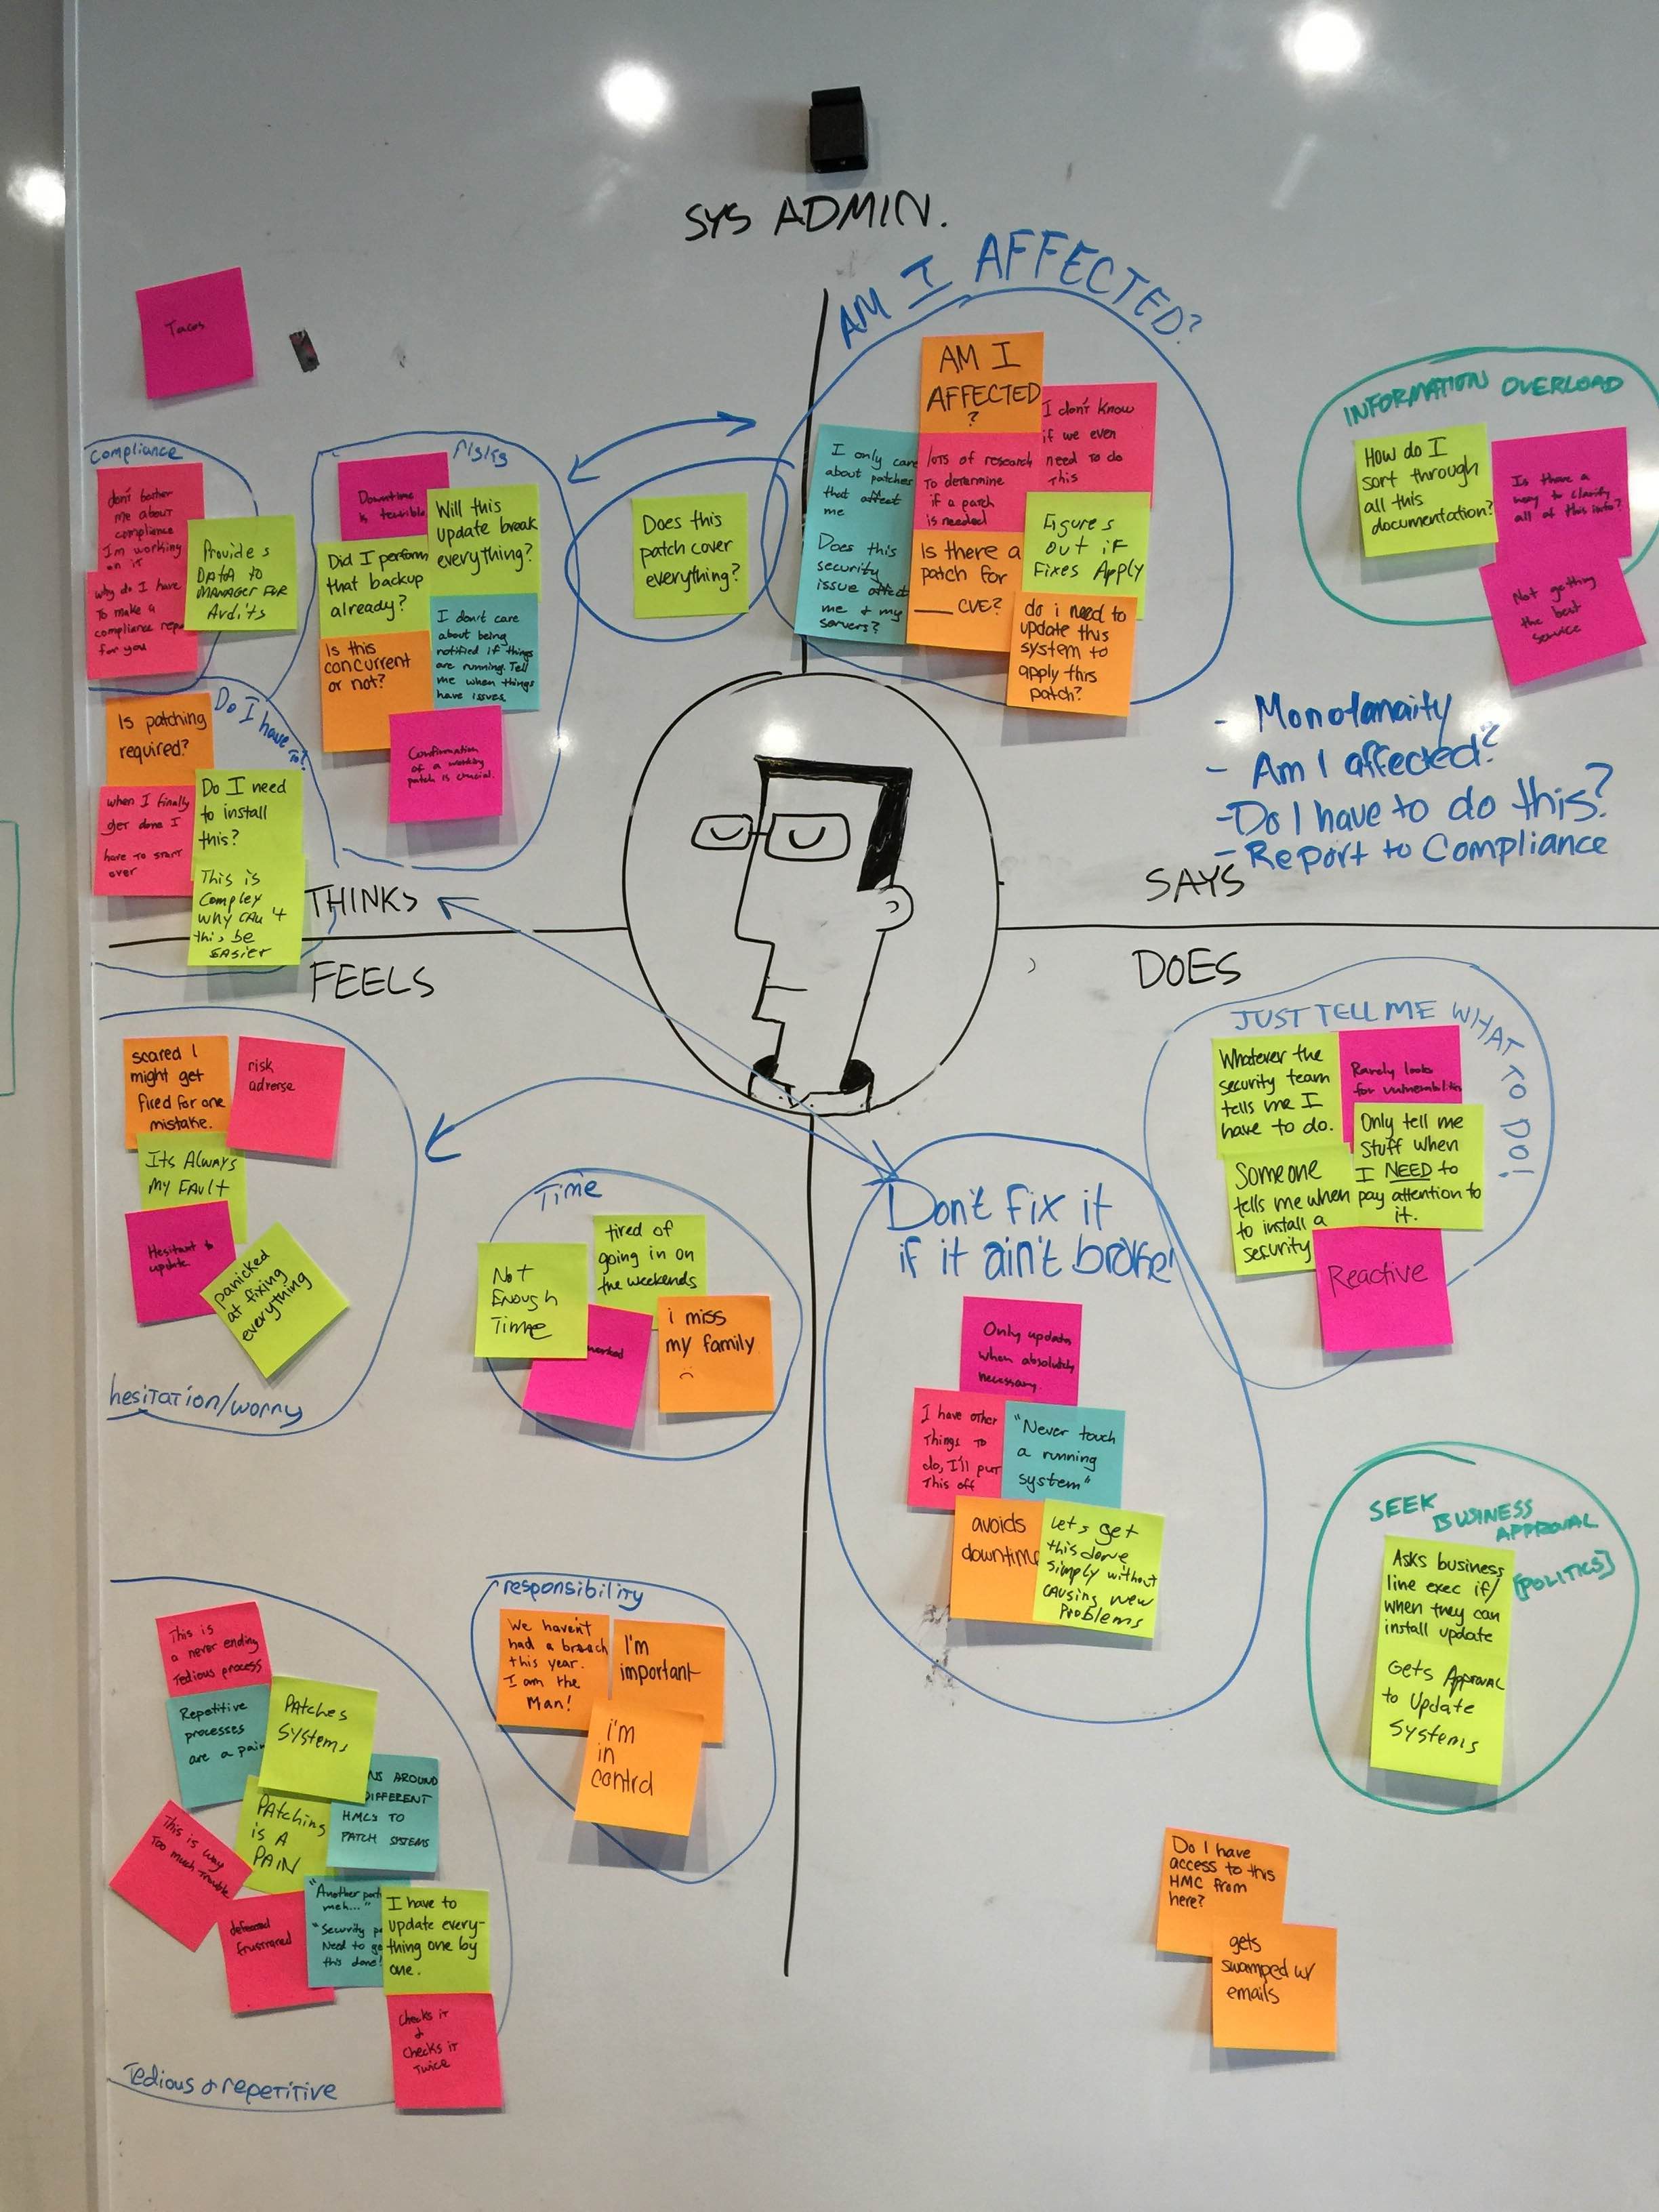 SYS ADMIN.
Tacos
AM I AFFECTED?
AM I
AFFECTED
?
I don't know
if we even
need to do
this
I only care
about patches
that affect
me
Does this
security
issue affect
me + my
servers?
lots of research
to determine
if a patch
is needed
Figures
out if
fixes apply
Is there a
patch for
___ CVE?
do i need to
update this
system to
apply this
patch?
INFORMATION OVERLOAD
How do I
sort through
all this
documentation?
Is there a
way to clarify
all of this info?
Not getting
the best
service
compliance
don't bother
me about
compliance
I'm working
on it
Provides
DATA to
MANAGER FOR
Audits
why do I have
to make a
compliance repo
for you
risks
Downtime
is terrible
Will this
update break
everything?
Did I perform
that backup
already?
I don't care
about being
notified if things
are running. Tell
me when things
have issues
Is this
concurrent
or not?
Confirmation
of a working
patch is crucial.
Does this
patch cover
everything?
Do I have to?
Is patching
required?
when I finally
get done I
have to start
over
Do I need
to install
this?
This is
Complex
why can't
this be
EASIER
- Monotanaity
- Am I affected?
- Do I have to do this?
- Report to Compliance
THINKS
SAYS
FEELS
DOES
scared I
might get
fired for one
mistake.
risk
adverse
Its Always
my fault
Hesitant to
update
panicked
at fixing
everything
hesitation/worry
Time
Not
Enough
Time
tired of
going in on
the weekends
worked
i miss
my family
JUST TELL ME WHAT TO DO!
Whatever the
security team
tells me I
have to do.
Rarely looks
for vulnerabilities
Only tell me
stuff when
I NEED to
pay attention to
it.
Someone
tells me when
to install a
security
Reactive
Don't fix it
if it ain't broke!
Only update
when absolutely
necessary.
I have other
things to
do, I'll put
this off
"Never touch
a running
system"
avoids
downtime
Let's get
this done
simply without
causing new
problems
SEEK
BUSINESS
APPROVAL
[POLITICS]
Asks business
line exec if/
when they can
install update
Gets Approval
to Update
Systems
responsibility
We haven't
had a breach
this year.
I am the
Man!
I'm
important
i'm
in
control
This is
a never ending
tedious process
Repetitive
processes
are a pain
Patches
Systems
NS AROUND
DIFFERENT
HMCs TO
PATCH SYSTEMS
Patching
is A
PAIN
This is way
too much trouble
defeated
frustrated
"Another
meh..."
"Security
Need to
this done!
I have to
update every-
thing one by
one.
checks it
&
checks it
twice
Tedious & repetitive
Do I have
access to this
HMC from
here?
gets
swamped w/
emails